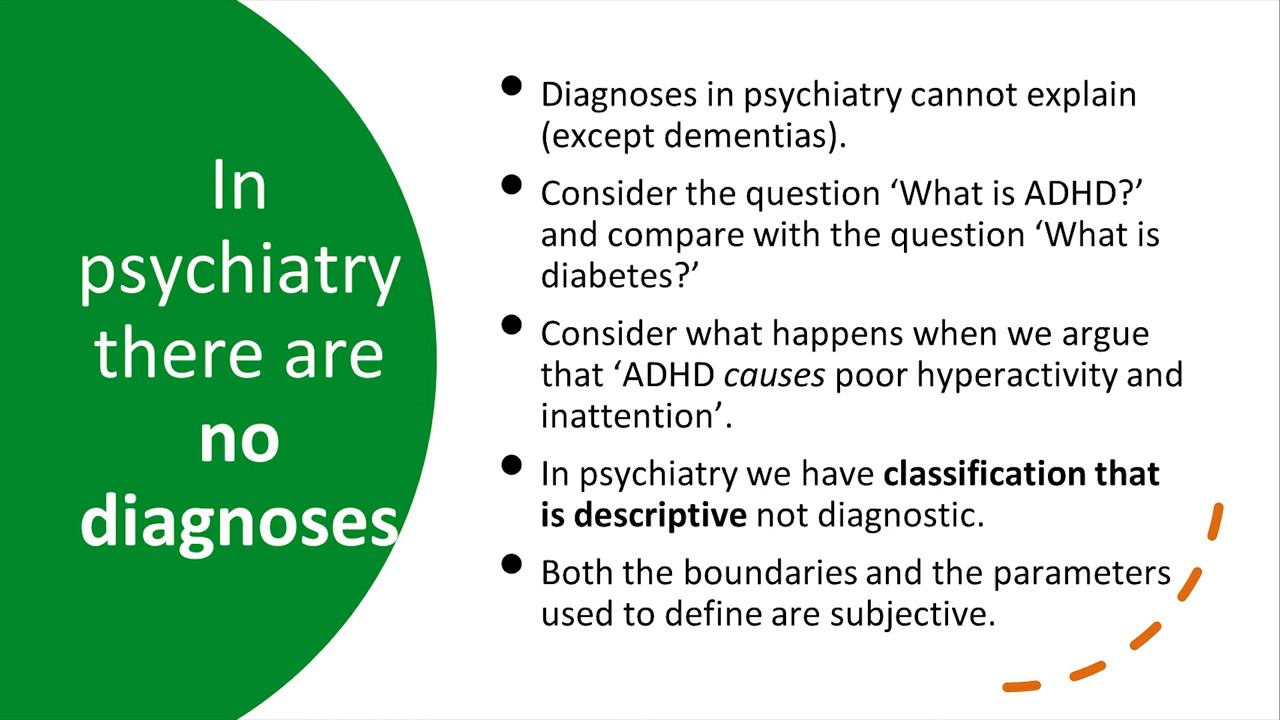 In
psychiatry
there are
no
diagnoses
• Diagnoses in psychiatry cannot explain
(except dementias).
• Consider the question ‘What is ADHD?’
and compare with the question ‘What is
diabetes?’
• Consider what happens when we argue
that ‘ADHD causes poor hyperactivity and
inattention’.
• In psychiatry we have classification that
is descriptive not diagnostic.
• Both the boundaries and the parameters
used to define are subjective.